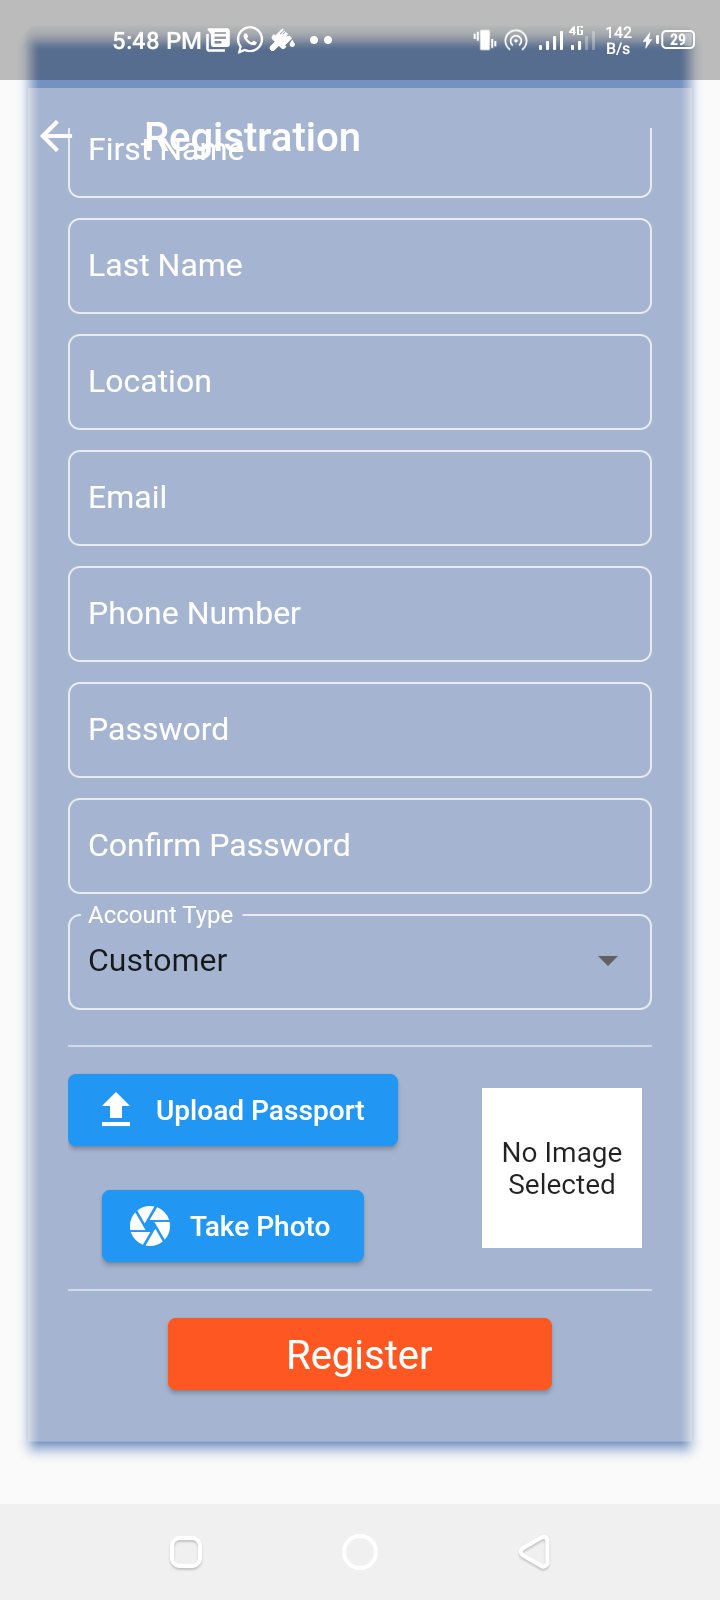 5:48 PM
4G
142
B/s
29
Registration
First Name
Last Name
Location
Email
Phone Number
Password
Confirm Password
Account Type
Customer
Upload Passport
No Image
Selected
Take Photo
Register